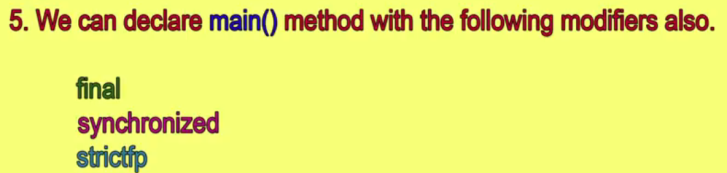 5. We can declare main() method with the following modifiers also.
final
synchronized
strictfp